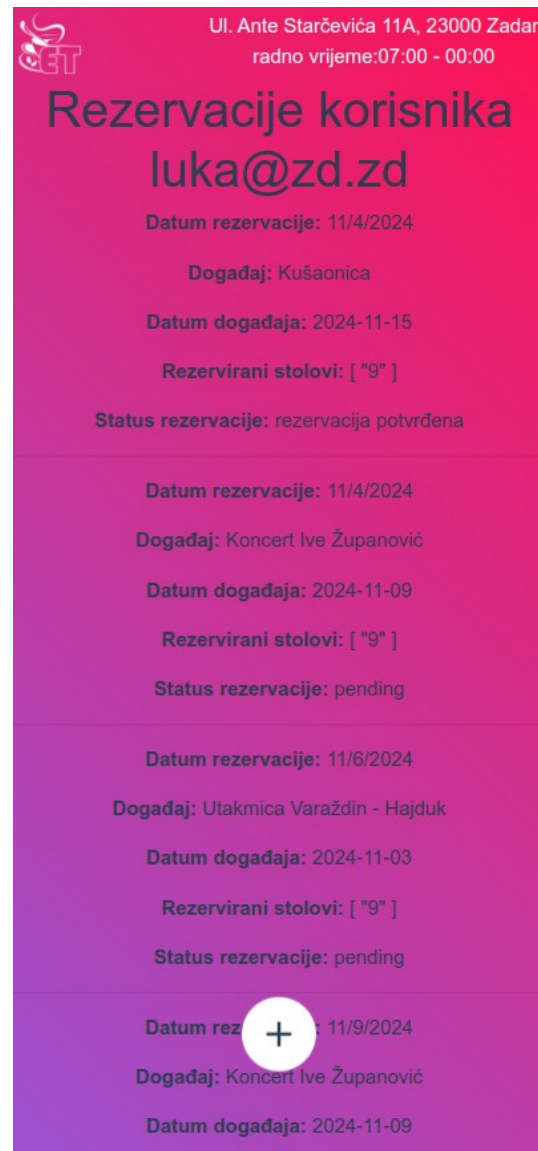 ET
Ul. Ante Starčevića 11A, 23000 Zadar
radno vrijeme:07:00 - 00:00
Rezervacije korisnika
luka@zd.zd
Datum rezervacije: 11/4/2024
Događaj: Kušaonica
Datum događaja: 2024-11-15
Rezervirani stolovi: [ "9" ]
Status rezervacije: rezervacija potvrđena
Datum rezervacije: 11/4/2024
Događaj: Koncert Ive Županović
Datum događaja: 2024-11-09
Rezervirani stolovi: [ "9" ]
Status rezervacije: pending
Datum rezervacije: 11/6/2024
Događaj: Utakmica Varaždin - Hajduk
Datum događaja: 2024-11-03
Rezervirani stolovi: [ "9" ]
Status rezervacije: pending
Datum rez + : 11/9/2024
Događaj: Koncert Ive Županović
Datum događaja: 2024-11-09